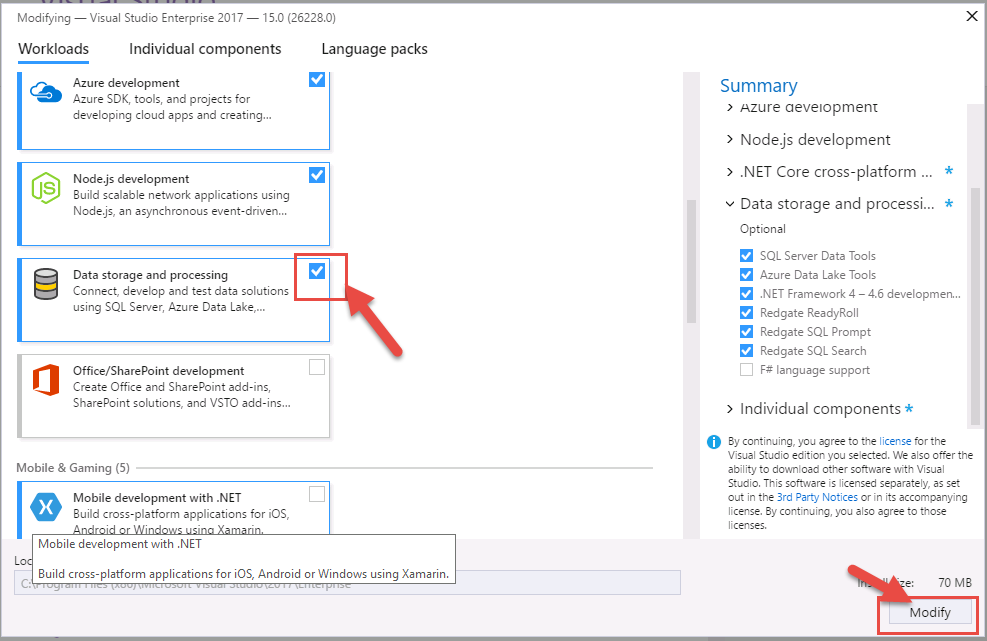 Modifying — Visual Studio Enterprise 2017 — 15.0 (26228.0)
Workloads Individual components Language packs
Azure development
Azure SDK, tools, and projects for
developing cloud apps and creating...
Node.js development
Build scalable network applications using
Node.js, an asynchronous event-driven...
Data storage and processing
Connect, develop and test data solutions
using SQL Server, Azure Data Lake,...
Office/SharePoint development
Create Office and SharePoint add-ins,
SharePoint solutions, and VSTO add-ins...
Mobile & Gaming (5)
Mobile development with .NET
Build cross-platform applications for iOS,
Android or Windows using Xamarin.
Mobile development with .NET
Build cross-platform applications for iOS, Android or Windows using Xamarin.
C:\Program Files (x86)\Microsoft Visual Studio\2017\Enterprise
Summary
Azure development
Node.js development
.NET Core cross-platform ... *
Data storage and processi... *
Optional
SQL Server Data Tools
Azure Data Lake Tools
.NET Framework 4 – 4.6 developmen...
Redgate ReadyRoll
Redgate SQL Prompt
Redgate SQL Search
F# language support
Individual components *
By continuing, you agree to the license for the
Visual Studio edition you selected. We also offer the
ability to download other software with Visual
Studio. This software is licensed separately, as set
out in the 3rd Party Notices or in its accompanying
license. By continuing, you also agree to those
licenses.
size: 70 MB
Modify